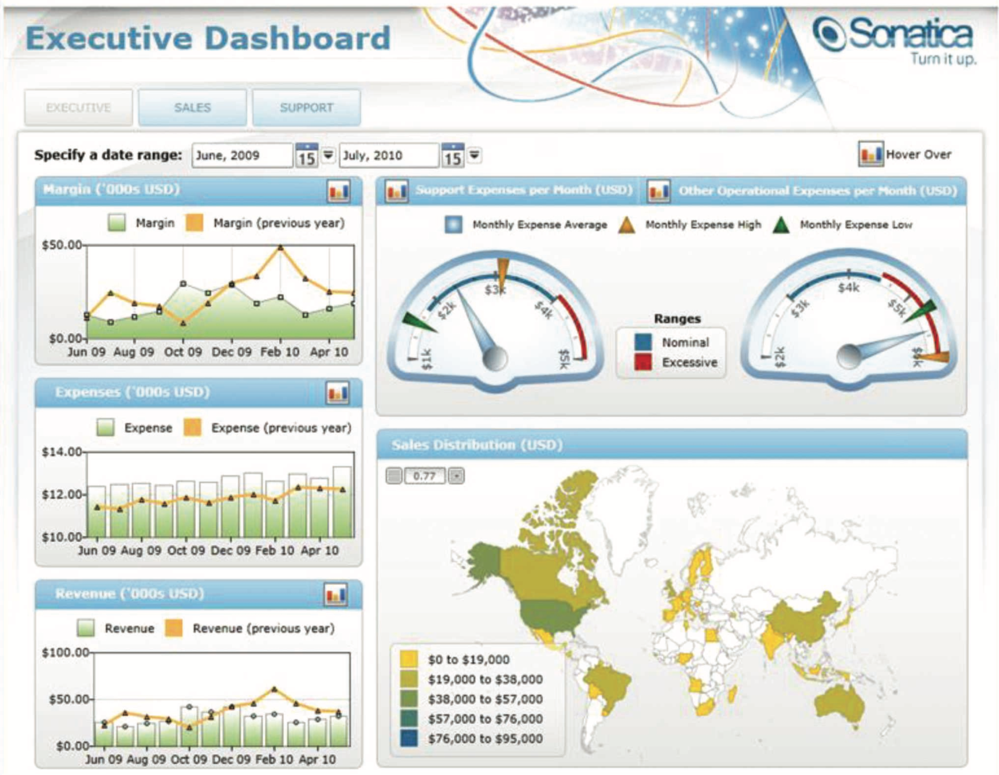 Executive Dashboard
Sonatica
Turn it up.
EXECUTIVE
SALES
SUPPORT
Specify a date range:
June, 2009
15
July, 2010
15
Hover Over
Margin ('000s USD)
Margin
Margin (previous year)
$50.00
$0.00
Jun 09 Aug 09 Oct 09 Dec 09 Feb 10 Apr 10
Expenses ('000s USD)
Expense
Expense (previous year)
$14.00
$12.00
$10.00
Jun 09 Aug 09 Oct 09 Dec 09 Feb 10 Apr 10
Revenue ('000s USD)
Revenue
Revenue (previous year)
$100.00
$50.00
$0.00
Jun 09 Aug 09 Oct 09 Dec 09 Feb 10 Apr 10
Support Expenses per Month (USD)
Other Operational Expenses per Month (USD)
Monthly Expense Average
Monthly Expense High
Monthly Expense Low
$1k
$2k
$3k
$4k
$5k
Ranges
Nominal
Excessive
$2k
$3k
$4k
$5k
$6k
Sales Distribution (USD)
0.77
$0 to $19,000
$19,000 to $38,000
$38,000 to $57,000
$57,000 to $76,000
$76,000 to $95,000